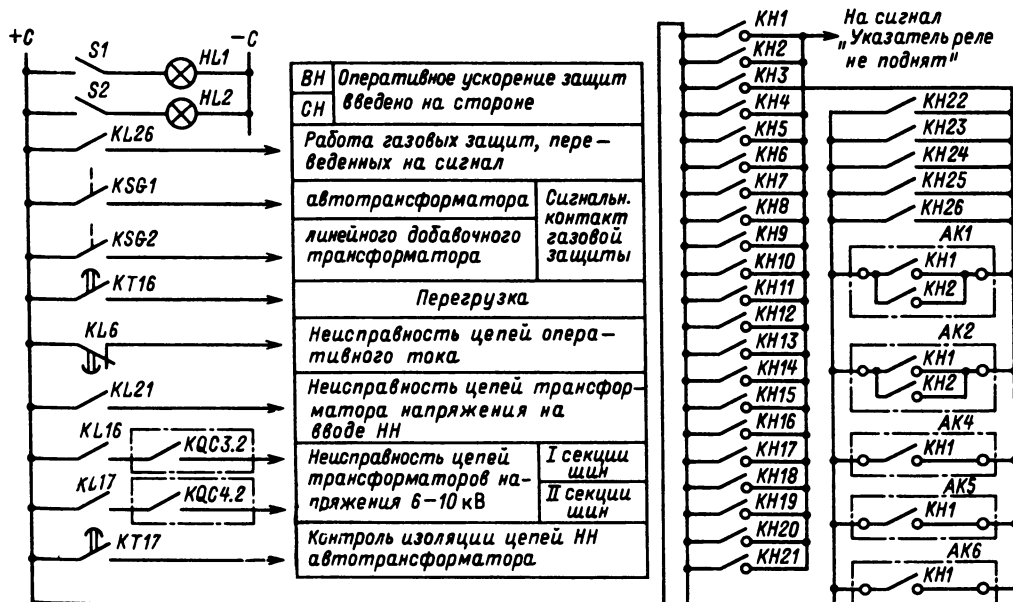 +С
–С
S1
HL1
S2
HL2
KL26
KSG1
KSG2
KT16
KL6
KL21
KL16
KQC3.2
KL17
KQC4.2
KT17
ВН
СН
Оперативное ускорение защит
введено на стороне
Работа газовых защит, пере–
веденных на сигнал
автотрансформатора
линейного добавочного
трансформатора
Сигнальн.
контакт
газовой
защиты
Перегрузка
Неисправность цепей опера–
тивного тока
Неисправность цепей трансфор–
матора напряжения на
вводе НН
Неисправность цепей
трансформаторов на–
пряжения 6–10 кВ
I секции
шин
II секции
шин
Контроль изоляции цепей НН
автотрансформатора
KH1
KH2
KH3
KH4
KH5
KH6
KH7
KH8
KH9
KH10
KH11
KH12
KH13
KH14
KH15
KH16
KH17
KH18
KH19
KH20
KH21
На сигнал
„Указатель реле
не поднят"
KH22
KH23
KH24
KH25
KH26
AK1
KH1
KH2
AK2
KH1
KH2
AK4
KH1
AK5
KH1
AK6
KH1